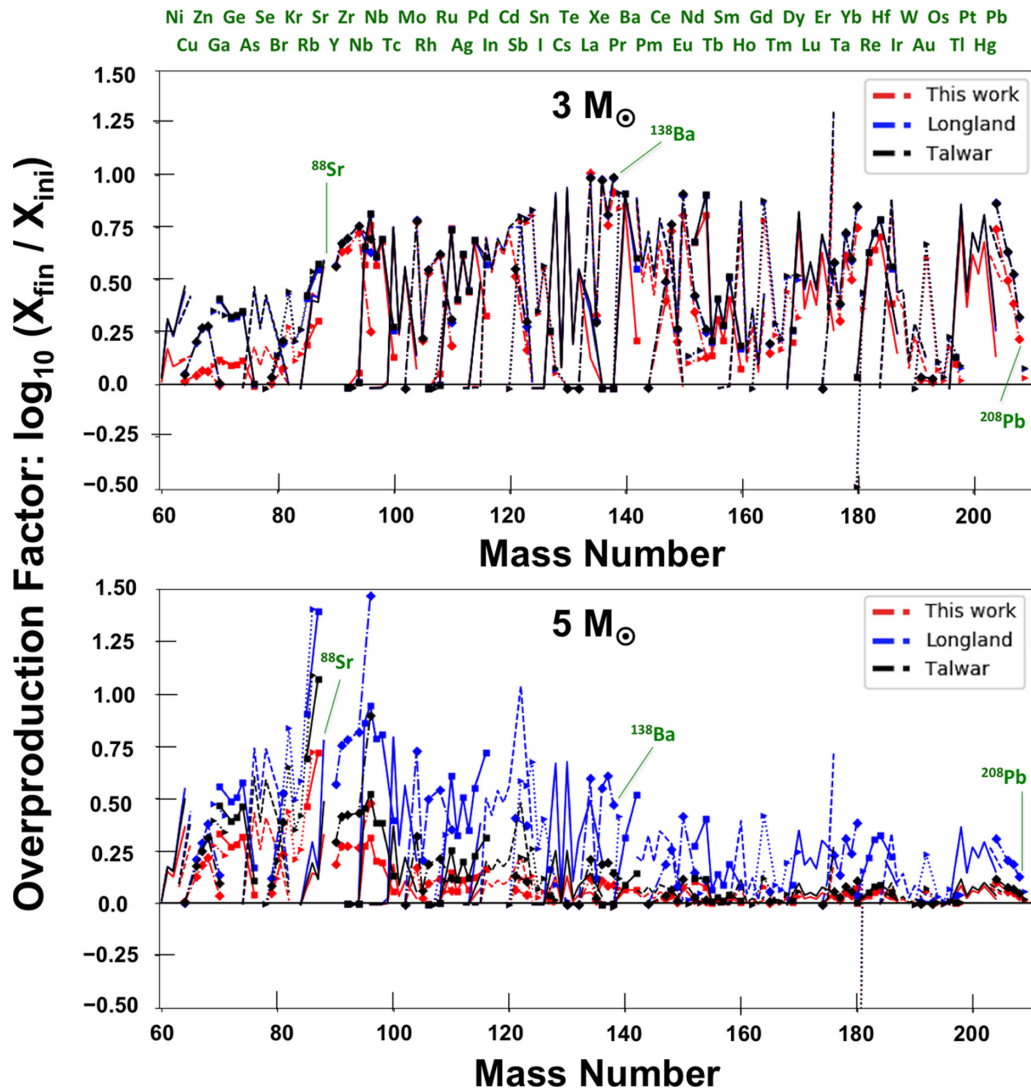 Ni Zn Ge Se Kr Sr Zr Nb Mo Ru Pd Cd Sn Te Xe Ba Ce Nd Sm Gd Dy Er Yb Hf W Os Pt Pb
Cu Ga As Br Rb Y Nb Tc Rh Ag In Sb I Cs La Pr Pm Eu Tb Ho Tm Lu Ta Re Ir Au Tl Hg
Overproduction Factor: log₁₀ (X_fin / X_ini)
1.50
1.25
1.00
0.75
0.50
0.25
0.0
−0.25
−0.50
3 M⊙
⁸⁸Sr
¹³⁸Ba
²⁰⁸Pb
This work
Longland
Talwar
60 80 100 120 140 160 180 200
Mass Number
1.50
1.25
1.00
0.75
0.50
0.25
0.0
−0.25
−0.50
5 M⊙
⁸⁸Sr
¹³⁸Ba
²⁰⁸Pb
This work
Longland
Talwar
60 80 100 120 140 160 180 200
Mass Number